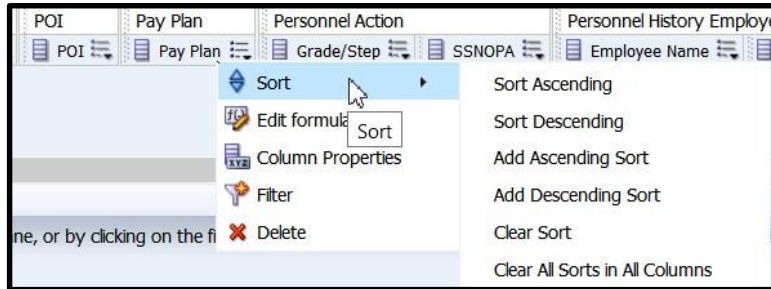 POI Pay Plan Personnel Action Personnel History Employe
POI Pay Plan Grade/Step SSNOPA Employee Name
Sort Sort Ascending
Edit formula Sort Sort Descending
Column Properties Add Ascending Sort
Filter Add Descending Sort
ne, or by clicking on the fi Delete Clear Sort
Clear All Sorts in All Columns